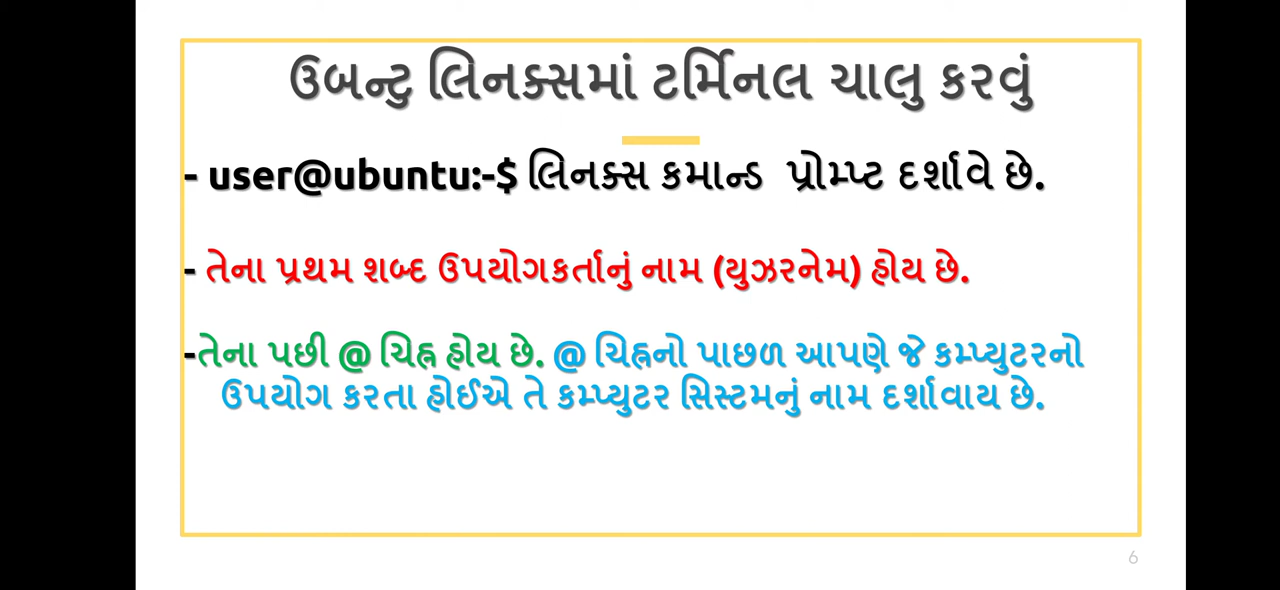 ઉબન્ટુ લિનક્સમાં ટર્મિનલ ચાલુ કરવું
- user@ubuntu:-$ લિનક્સ કમાન્ડ પ્રોમ્પ્ટ દર્શાવે છે.
- તેના પ્રથમ શબ્દ ઉપયોગકર્તાનું નામ (યુઝરનેમ) હોય છે.
-તેના પછી @ ચિહ્ન હોય છે. @ ચિહ્નનો પાછળ આપણે જે કમ્પ્યુટરનો
ઉપયોગ કરતા હોઈએ તે કમ્પ્યુટર સિસ્ટમનું નામ દર્શાવાય છે.
6